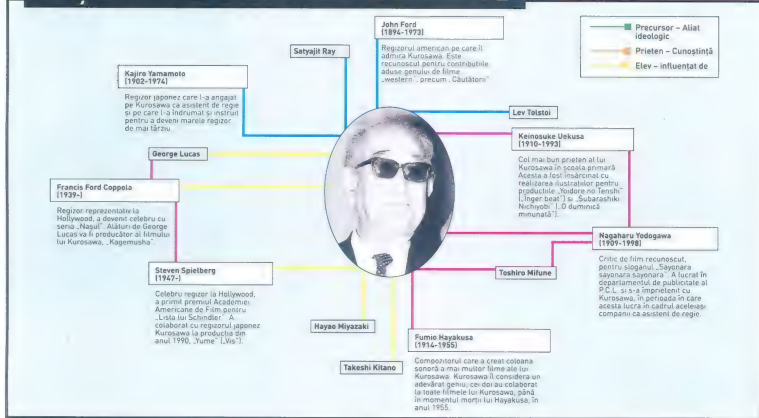 John Ford
(1894-1973)
Regizorul american pe care îl
admira Kurosawa. Este
recunoscut pentru contribuțiile
aduse genului de filme
„western", precum „Căutătorii"
Precursor – Aliat
ideologic
Prieten – Cunoștință
Elev – influențat de
Satyajit Ray
Kajiro Yamamoto
(1902-1974)
Regizor japonez care l-a angajat
pe Kurosawa ca asistent de regie
și pe care l-a îndrumat și instruit
pentru a deveni marele regizor
de mai târziu.
Lev Tolstoi
Keinosuke Uekusa
(1910-1993)
Cel mai bun prieten al lui
Kurosawa în școala primară
Acesta a fost însărcinat cu
realizarea ilustrațiilor pentru
producțiile „Yoidore no Tenshi"
(„Înger beat") și „Subarashiki
Nichiyobi" („O duminică
minunată").
George Lucas
Francis Ford Coppola
(1939-)
Regizor reprezentativ la
Hollywood, a devenit celebru cu
seria „Nașul". Alături de George
Lucas va fi producător al filmului
lui Kurosawa, „Kagemusha".
Nagaharu Yodogawa
(1909-1998)
Critic de film recunoscut,
pentru sloganul „Sayonara
sayonara sayonara". A lucrat în
departamentul de publicitate al
P.C.L. și s-a împrietenit cu
Kurosawa, în perioada în care
acesta lucra în cadrul aceleiași
companii ca asistent de regie.
Steven Spielberg
(1947-)
Celebru regizor la Hollywood,
a primit premiul Academiei
Americane de Film pentru
„Lista lui Schindler". A
colaborat cu regizorul japonez
Kurosawa la producția din
anul 1990, „Yume" („Vis").
Toshiro Mifune
Hayao Miyazaki
Takeshi Kitano
Fumio Hayakusa
(1914-1955)
Compozitorul care a creat coloana
sonoră a mai multor filme ale lui
Kurosawa. Kurosawa îl considera un
adevărat geniu, cei doi au colaborat
la toate filmele lui Kurosawa, până
în momentul morții lui Hayakusa, în
anul 1955.